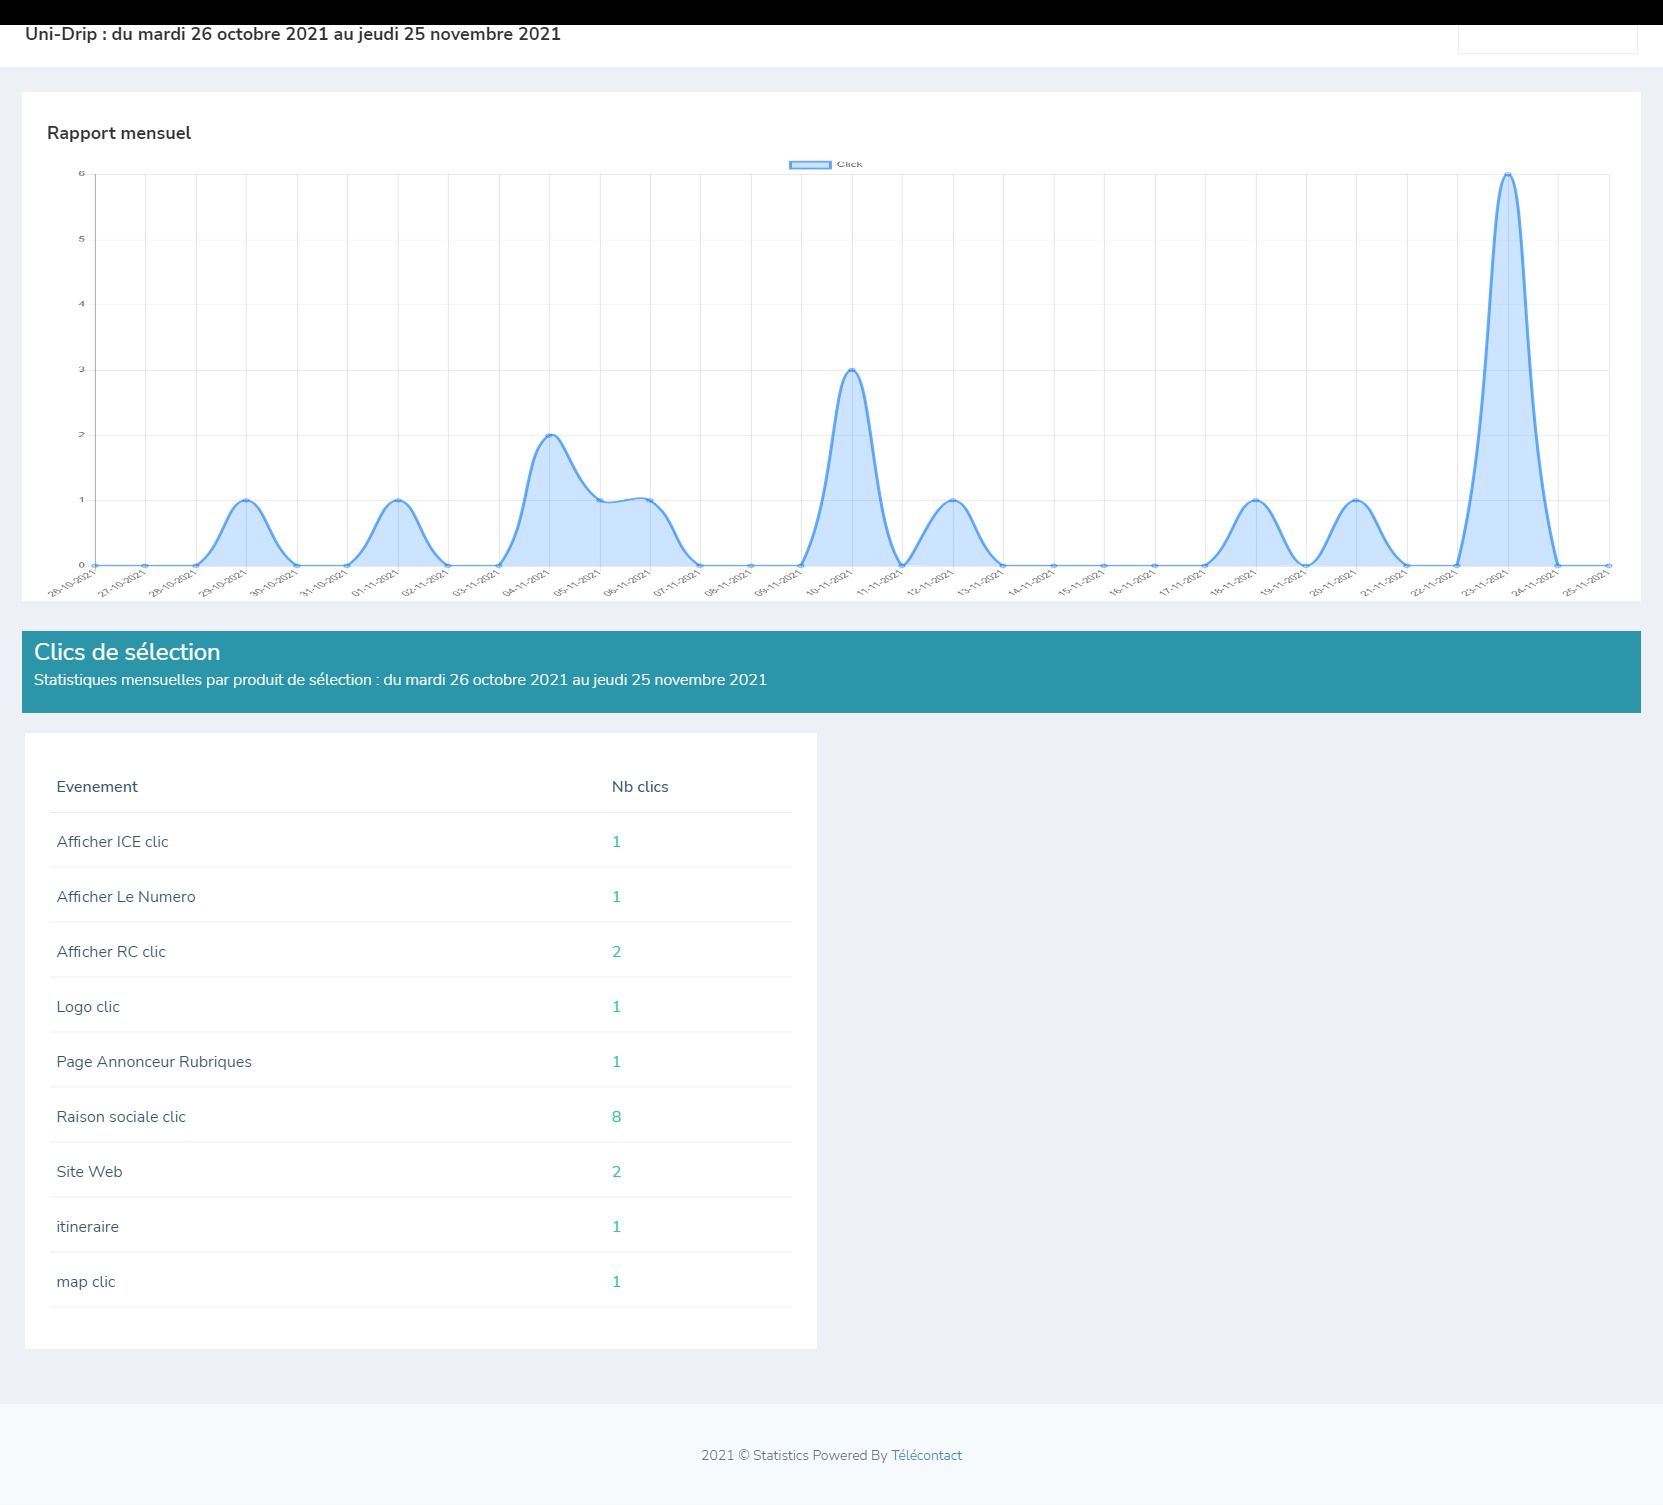 Uni-Drip : du mardi 26 octobre 2021 au jeudi 25 novembre 2021
Rapport mensuel
Click
6
5
4
3
2
1
0
26-10-2021 27-10-2021 28-10-2021 29-10-2021 30-10-2021 31-10-2021 01-11-2021 02-11-2021 03-11-2021 04-11-2021 05-11-2021 06-11-2021 07-11-2021 08-11-2021 09-11-2021 10-11-2021 11-11-2021 12-11-2021 13-11-2021 14-11-2021 15-11-2021 16-11-2021 17-11-2021 18-11-2021 19-11-2021 20-11-2021 21-11-2021 22-11-2021 23-11-2021 24-11-2021 25-11-2021
Clics de sélection
Statistiques mensuelles par produit de sélection : du mardi 26 octobre 2021 au jeudi 25 novembre 2021
Evenement Nb clics
Afficher ICE clic 1
Afficher Le Numero 1
Afficher RC clic 2
Logo clic 1
Page Annonceur Rubriques 1
Raison sociale clic 8
Site Web 2
itineraire 1
map clic 1
2021 © Statistics Powered By Télécontact